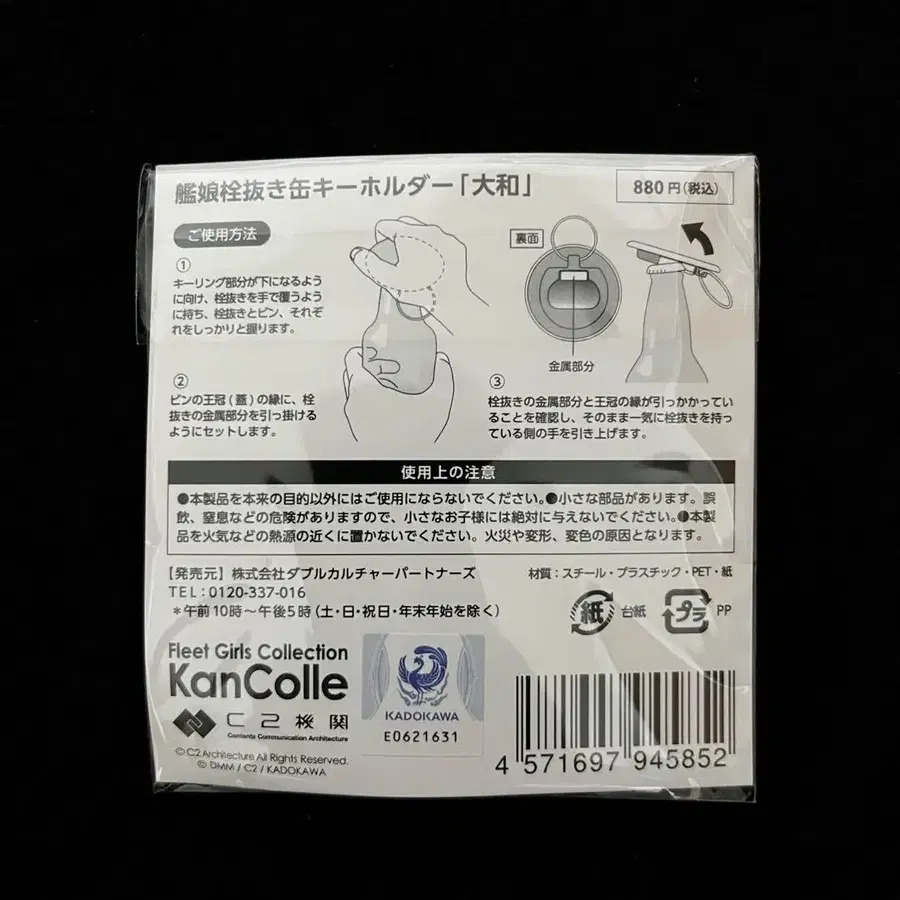 艦娘栓抜き缶キーホルダー「大和」
880円(税込)
ご使用方法
①
キーリング部分が下になるよう
に向け、栓抜きを手で覆うよう
に持ち、栓抜きとビン、それぞ
れをしっかりと握ります。
裏面
金属部分
②
ビンの王冠(蓋)の縁に、栓
抜きの金属部分を引っ掛ける
ようにセットします。
③
栓抜きの金属部分と王冠の縁が引っかかってい
ることを確認し、そのまま一気に栓抜きを持っ
ている側の手を引き上げます。
使用上の注意
●本製品を本来の目的以外にはご使用にならないでください。●小さな部品があります。誤
飲、窒息などの危険がありますので、小さなお子様には絶対に与えないでください。●本製
品を火気などの熱源の近くに置かないでください。火災や変形、変色の原因となります。
【発売元】株式会社ダブルカルチャーパートナーズ
TEL:0120-337-016
*午前10時～午後5時(土・日・祝日・年末年始を除く)
材質:スチール・プラスチック・PET・紙
紙 台紙
プラ PP
Fleet Girls Collection
KanColle
C2機関
Contents Communication Architecture
©C2 Architecture All Rights Reserved.
© DMM / C2 / KADOKAWA
KADOKAWA
E0621631
4 571697 945852